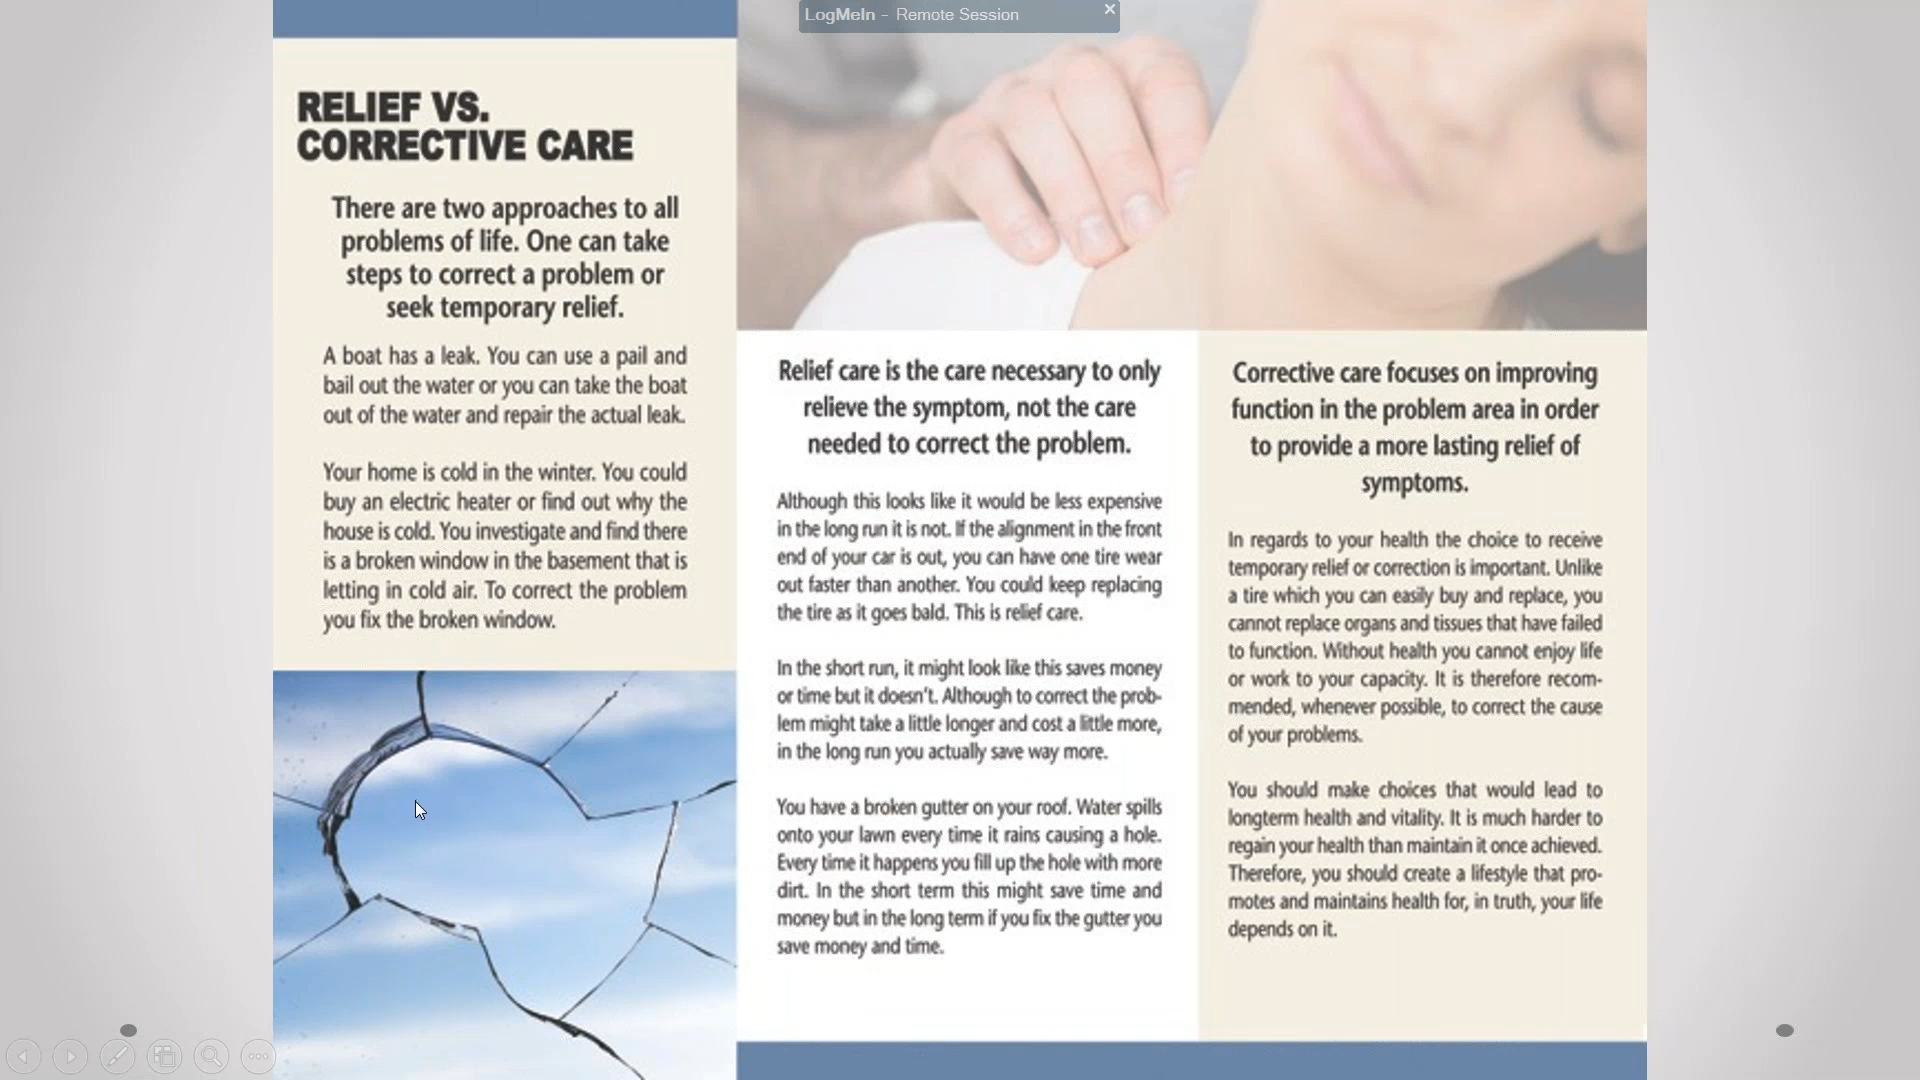 LogMeIn - Remote Session
RELIEF VS.
CORRECTIVE CARE
There are two approaches to all
problems of life. One can take
steps to correct a problem or
seek temporary relief.
A boat has a leak. You can use a pail and
bail out the water or you can take the boat
out of the water and repair the actual leak.
Your home is cold in the winter. You could
buy an electric heater or find out why the
house is cold. You investigate and find there
is a broken window in the basement that is
letting in cold air. To correct the problem
you fix the broken window.
Relief care is the care necessary to only
relieve the symptom, not the care
needed to correct the problem.
Although this looks like it would be less expensive
in the long run it is not. If the alignment in the front
end of your car is out, you can have one tire wear
out faster than another. You could keep replacing
the tire as it goes bald. This is relief care.
In the short run, it might look like this saves money
or time but it doesn't. Although to correct the prob-
lem might take a little longer and cost a little more,
in the long run you actually save way more.
You have a broken gutter on your roof. Water spills
onto your lawn every time it rains causing a hole.
Every time it happens you fill up the hole with more
dirt. In the short term this might save time and
money but in the long term if you fix the gutter you
save money and time.
Corrective care focuses on improving
function in the problem area in order
to provide a more lasting relief of
symptoms.
In regards to your health the choice to receive
temporary relief or correction is important. Unlike
a tire which you can easily buy and replace, you
cannot replace organs and tissues that have failed
to function. Without health you cannot enjoy life
or work to your capacity. It is therefore recom-
mended, whenever possible, to correct the cause
of your problems.
You should make choices that would lead to
longterm health and vitality. It is much harder to
regain your health than maintain it once achieved.
Therefore, you should create a lifestyle that pro-
motes and maintains health for, in truth, your life
depends on it.